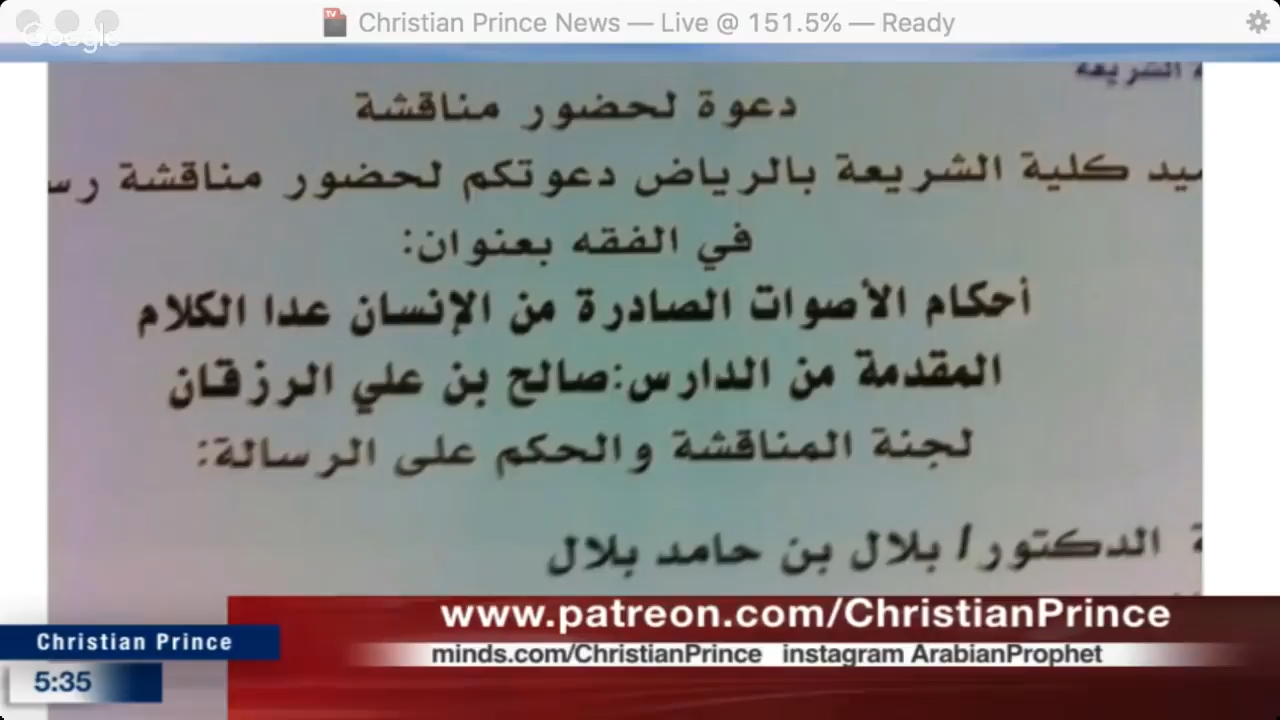 Christian Prince News — Live @ 151.5% — Ready
Google
الشريعة
دعوة لحضور مناقشة
كلية الشريعة بالرياض دعوتكم لحضور مناقشة
في الفقه بعنوان:
أحكام الأصوات الصادرة من الإنسان عدا الكلام
المقدمة من الدارس:صالح بن علي الرزقان
لجنة المناقشة والحكم على الرسالة:
الدكتور/ بلال بن حامد بلال
www.patreon.com/ChristianPrince
Christian Prince
minds.com/ChristianPrince instagram ArabianProphet
5:35